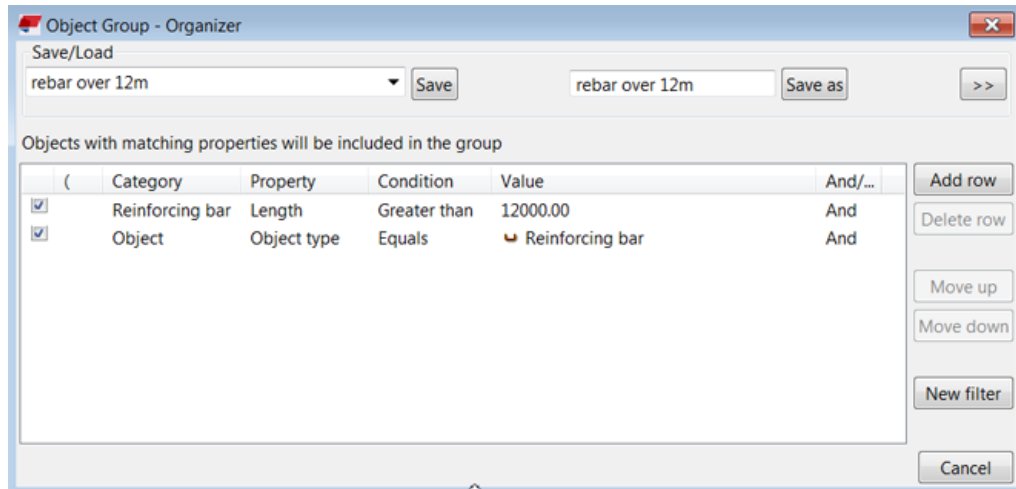 Object Group - Organizer
Save/Load
rebar over 12m Save rebar over 12m Save as >>
Objects with matching properties will be included in the group
( Category Property Condition Value And/... Add row
Reinforcing bar Length Greater than 12000.00 And
Delete row
Object Object type Equals Reinforcing bar And
Move up
Move down
New filter
Cancel